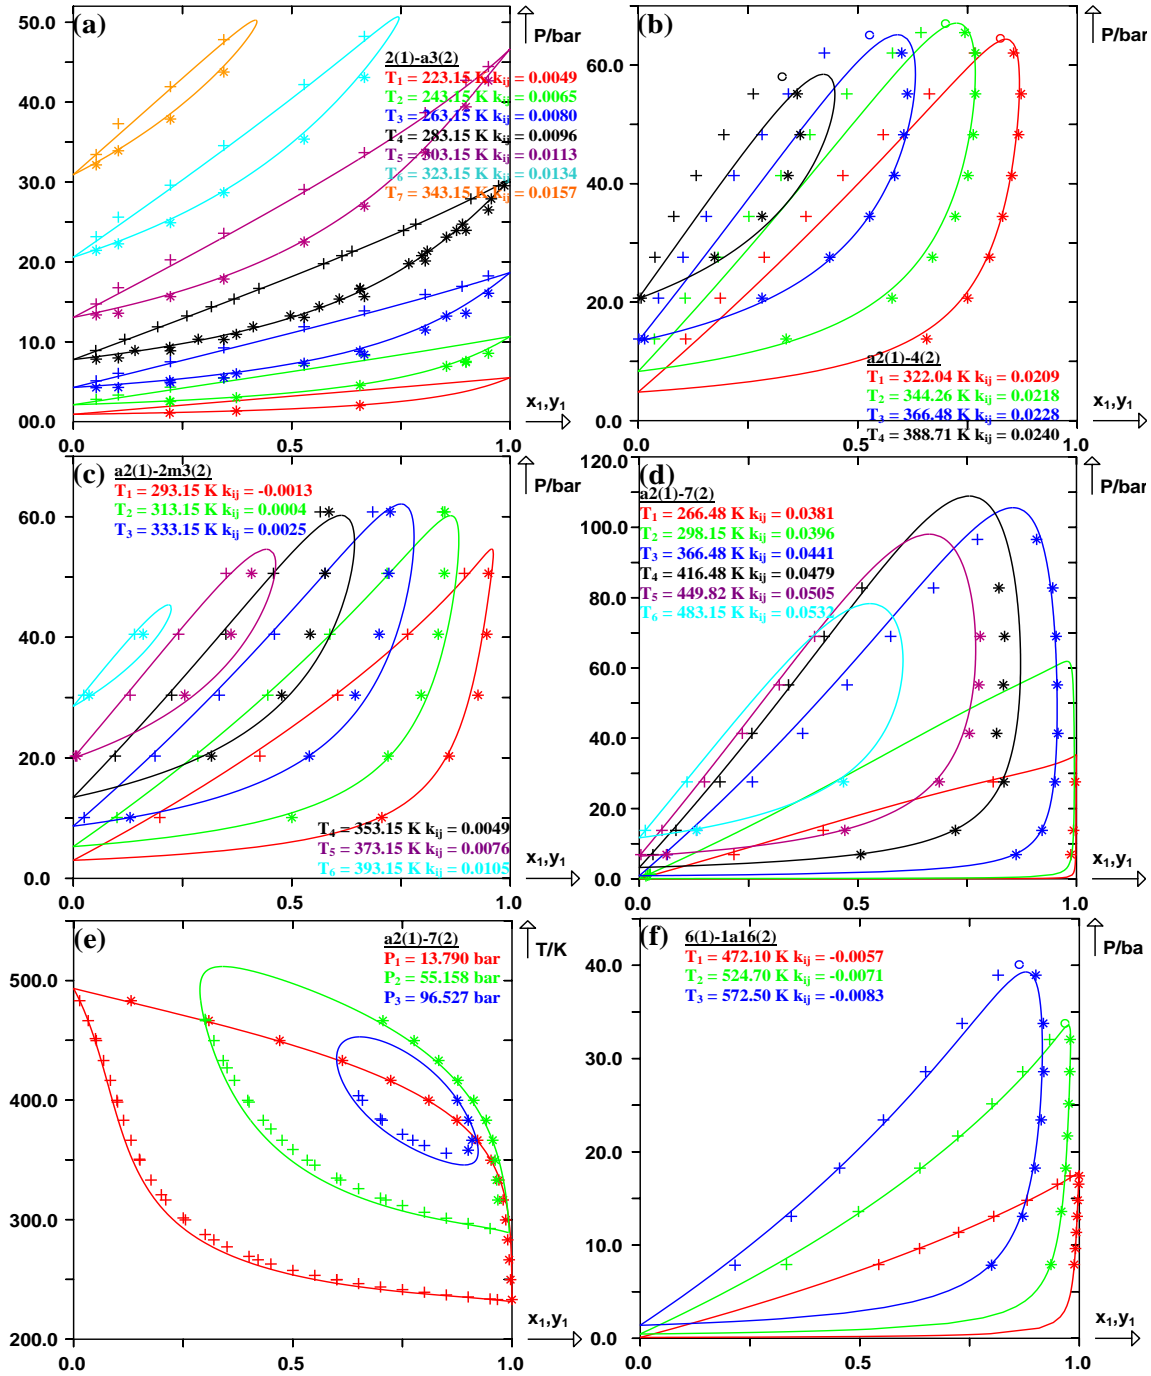 (a)
50.0
P/bar
2(1)-a3(2)
T₁ = 223.15 K kij = 0.0049
T₂ = 243.15 K kij = 0.0065
T₃ = 263.15 K kij = 0.0080
T₄ = 283.15 K kij = 0.0096
T₅ = 303.15 K kij = 0.0113
T₆ = 323.15 K kij = 0.0134
T₇ = 343.15 K kij = 0.0157
40.0
30.0
20.0
10.0
00.0
x₁,y₁
0.0
0.5
1.0
(b)
P/bar
60.0
40.0
20.0
0.0
a2(1)-4(2)
T₁ = 322.04 K kij = 0.0209
T₂ = 344.26 K kij = 0.0218
T₃ = 366.48 K kij = 0.0228
T₄ = 388.71 K kij = 0.0240
x₁,y₁
0.0
0.5
1.0
(c)
a2(1)-2m3(2)
T₁ = 293.15 K kij = -0.0013
T₂ = 313.15 K kij = 0.0004
T₃ = 333.15 K kij = 0.0025
P/bar
60.0
40.0
20.0
0.0
T₄ = 353.15 K kij = 0.0049
T₅ = 373.15 K kij = 0.0076
T₆ = 393.15 K kij = 0.0105
x₁,y₁
0.0
0.5
1.0
120.0
(d)
P/bar
a2(1)-7(2)
T₁ = 266.48 K kij = 0.0381
T₂ = 298.15 K kij = 0.0396
T₃ = 366.48 K kij = 0.0441
T₄ = 416.48 K kij = 0.0479
T₅ = 449.82 K kij = 0.0505
T₆ = 483.15 K kij = 0.0532
100.0
80.0
60.0
40.0
20.0
0.0
x₁,y₁
0.0
0.5
1.0
(e)
a2(1)-7(2)
P₁ = 13.790 bar
P₂ = 55.158 bar
P₃ = 96.527 bar
T/K
500.0
400.0
300.0
200.0
x₁,y₁
0.0
0.5
1.0
(f)
6(1)-1a16(2)
T₁ = 472.10 K kij = -0.0057
T₂ = 524.70 K kij = -0.0071
T₃ = 572.50 K kij = -0.0083
P/ba
40.0
30.0
20.0
10.0
0.0
x₁,y₁
0.0
0.5
1.0